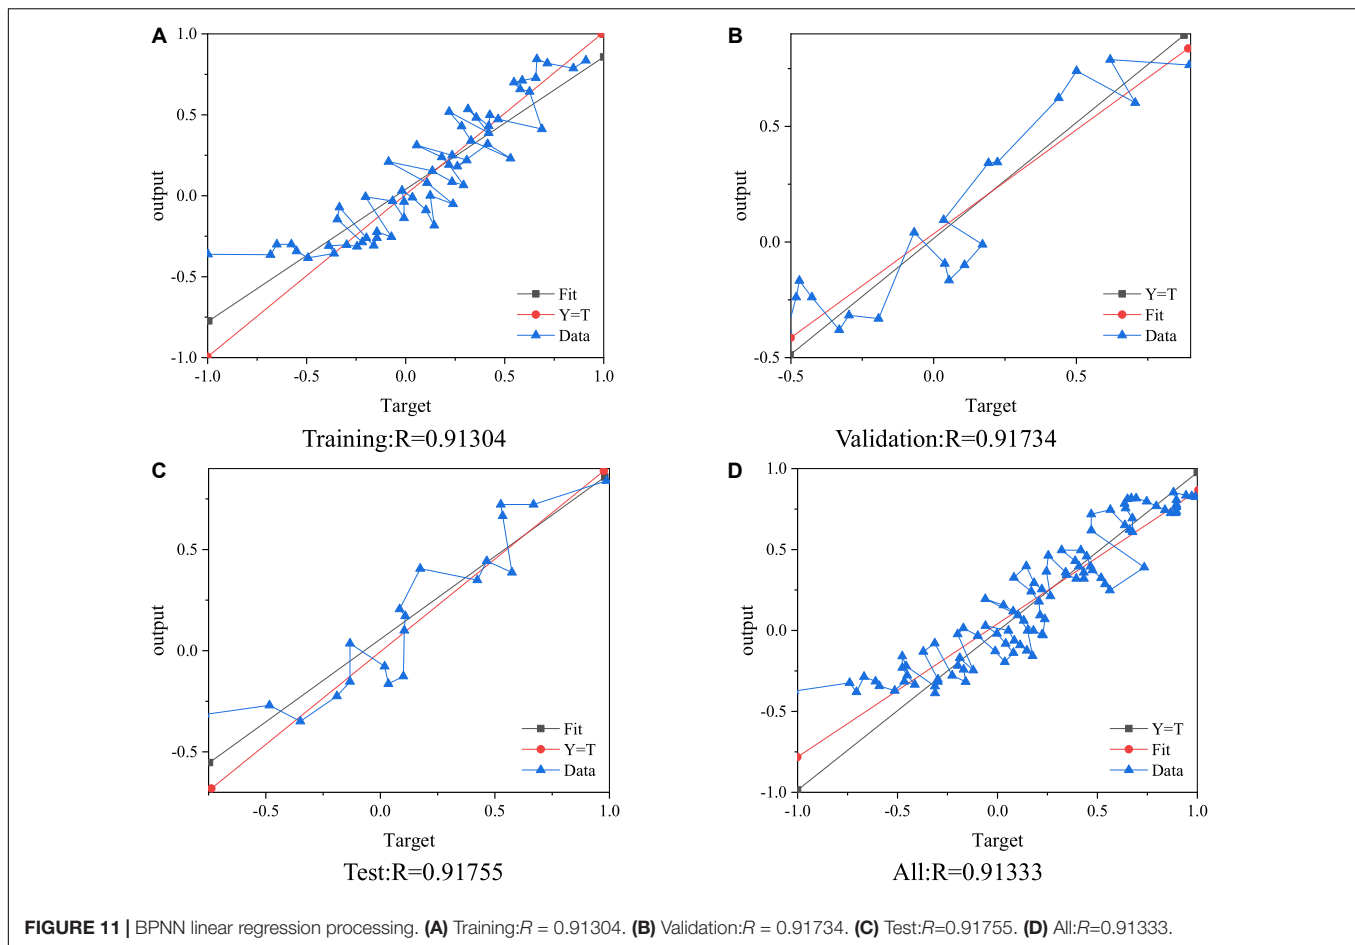 A
1.0
0.5
0.0
-0.5
-1.0
output
-1.0 -0.5 0.0 0.5 1.0
Target
Fit
Y=T
Data
Training:R=0.91304
B
0.5
0.0
-0.5
output
-0.5 0.0 0.5
Target
Y=T
Fit
Data
Validation:R=0.91734
C
0.5
0.0
-0.5
output
-0.5 0.0 0.5 1.0
Target
Fit
Y=T
Data
Test:R=0.91755
D
1.0
0.5
0.0
-0.5
-1.0
output
-1.0 -0.5 0.0 0.5 1.0
Target
Y=T
Fit
Data
All:R=0.91333
FIGURE 11 | BPNN linear regression processing. (A) Training:R = 0.91304. (B) Validation:R = 0.91734. (C) Test:R=0.91755. (D) All:R=0.91333.